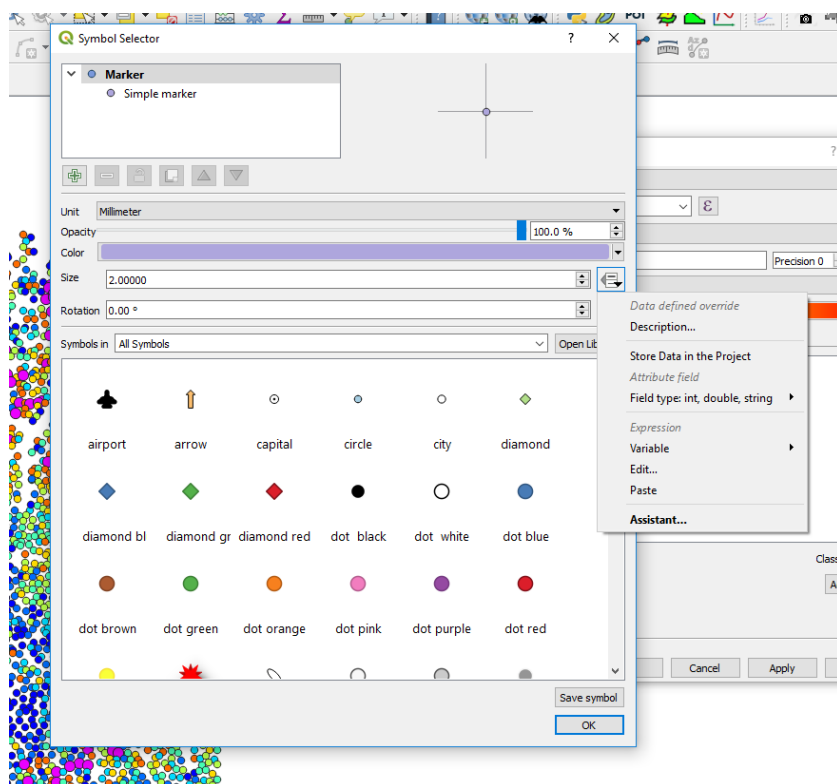 POI
Symbol Selector
?
Marker
Simple marker
?
Unit Millimeter
Opacity 100.0 %
ε
Color
Precision 0
Size 2.00000
Rotation 0.00 °
Data defined override
Description...
Symbols in All Symbols
Store Data in the Project
Attribute field
Field type: int, double, string
Expression
Variable
Edit...
Paste
Assistant...
airport arrow capital circle city diamond
diamond bl diamond gr diamond red dot black dot white dot blue
dot brown dot green dot orange dot pink dot purple dot red
Cancel Apply
Save symbol
OK